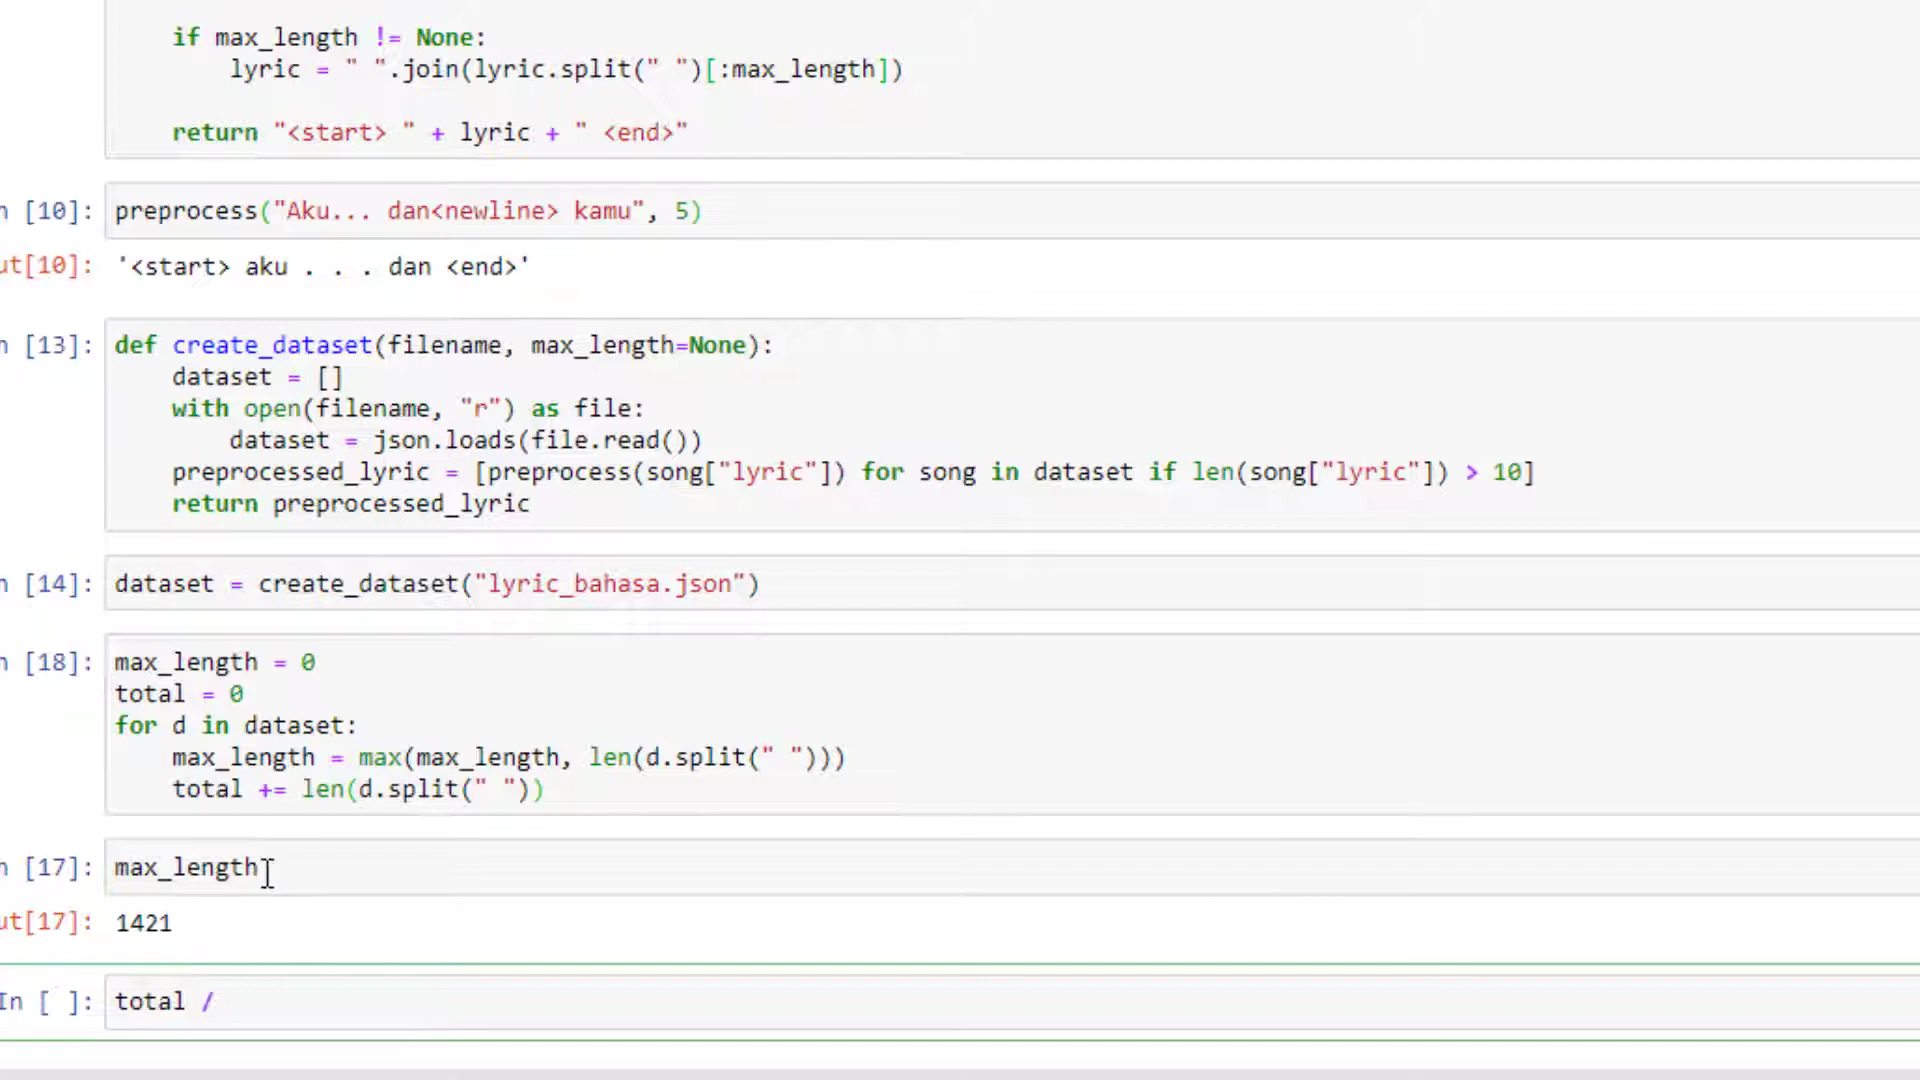 if max_length != None:
lyric = " ".join(lyric.split(" ")[:max_length])
return "<start> " + lyric + " <end>"
n [10]: preprocess("Aku... dan<newline> kamu", 5)
ut[10]: '<start> aku . . . dan <end>'
n [13]: def create_dataset(filename, max_length=None):
dataset = []
with open(filename, "r") as file:
dataset = json.loads(file.read())
preprocessed_lyric = [preprocess(song["lyric"]) for song in dataset if len(song["lyric"]) > 10]
return preprocessed_lyric
n [14]: dataset = create_dataset("lyric_bahasa.json")
n [18]: max_length = 0
total = 0
for d in dataset:
max_length = max(max_length, len(d.split(" ")))
total += len(d.split(" "))
n [17]: max_length
ut[17]: 1421
In [ ]: total /